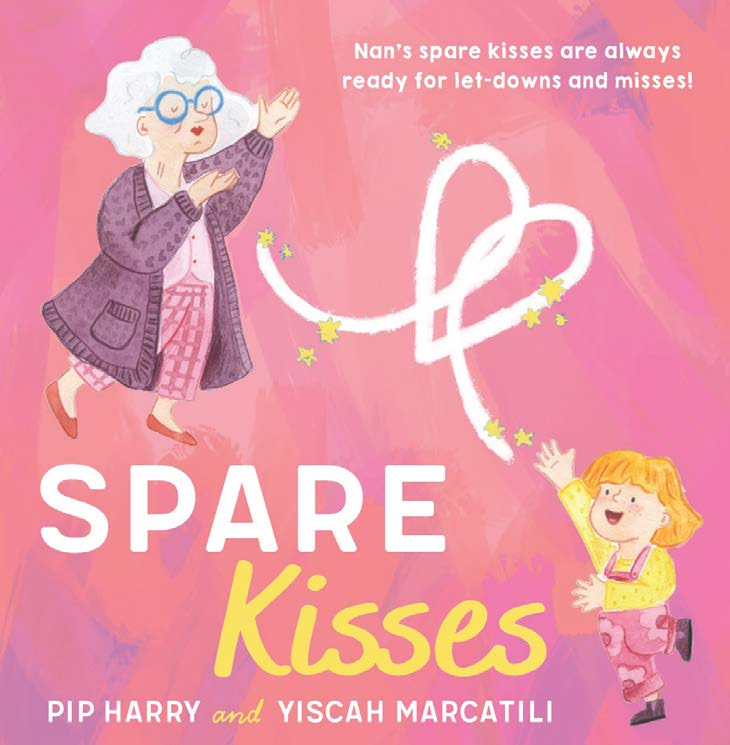 Nan's spare kisses are always
ready for let-downs and misses!
SPARE
Kisses
PIP HARRY and YISCAH MARCATILI